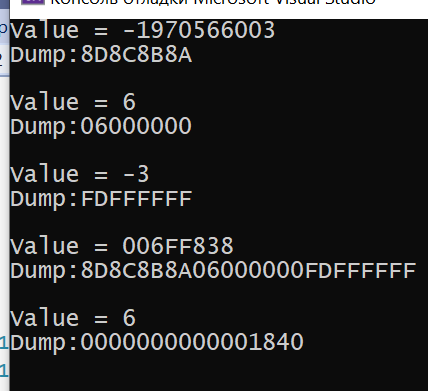 Консоль отладки Microsoft Visual Studio
Value = -1970566003
Dump:8D8C8B8A
Value = 6
Dump:06000000
Value = -3
Dump:FDFFFFFF
Value = 006FF838
Dump:8D8C8B8A06000000FDFFFFFF
Value = 6
Dump:0000000000001840